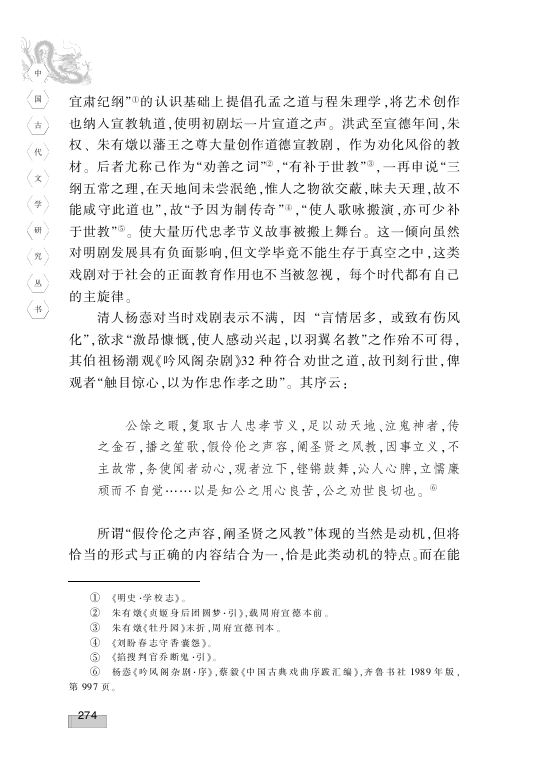 中
国
古
代
文
学
研
究
丛
书
宣肃纪纲”①的认识基础上提倡孔孟之道与程朱理学,将艺术创作
也纳入宣教轨道,使明初剧坛一片宣道之声。洪武至宣德年间,朱
权、朱有燉以藩王之尊大量创作道德宣教剧，作为劝化风俗的教
材。后者尤称己作为“劝善之词”②,“有补于世教”③,一再申说“三
纲五常之理,在天地间未尝泯绝,惟人之物欲交蔽,昧夫天理,故不
能咸守此道也”,故“予因为制传奇”④,“使人歌咏搬演,亦可少补
于世教”⑤。使大量历代忠孝节义故事被搬上舞台。这一倾向虽然
对明剧发展具有负面影响,但文学毕竟不能生存于真空之中,这类
戏剧对于社会的正面教育作用也不当被忽视，每个时代都有自己
的主旋律。
清人杨悫对当时戏剧表示不满，因“言情居多，或致有伤风
化”,欲求“激昂慷慨,使人感动兴起,以羽翼名教”之作殆不可得,
其伯祖杨潮观《吟风阁杂剧》32种符合劝世之道,故刊刻行世,俾
观者“触目惊心,以为作忠作孝之助”。其序云:
公馀之暇,复取古人忠孝节义,足以动天地、泣鬼神者,传
之金石,播之笙歌,假伶伦之声容,阐圣贤之风教,因事立义,不
主故常,务使闻者动心,观者泣下,铿锵鼓舞,沁人心脾,立懦廉
顽而不自觉……以是知公之用心良苦,公之劝世良切也。⑥
所谓“假伶伦之声容,阐圣贤之风教”体现的当然是动机,但将
恰当的形式与正确的内容结合为一,恰是此类动机的特点。而在能
① 《明史·学校志》。
② 朱有燉《贞姬身后团圆梦·引》,载周府宣德本前。
③ 朱有燉《牡丹园》末折,周府宣德刊本。
④ 《刘盼春志守香囊怨》。
⑤ 《掐搜判官乔断鬼·引》。
⑥ 杨悫《吟风阁杂剧·序》,蔡毅《中国古典戏曲序跋汇编》,齐鲁书社1989年版,
第997页。
274